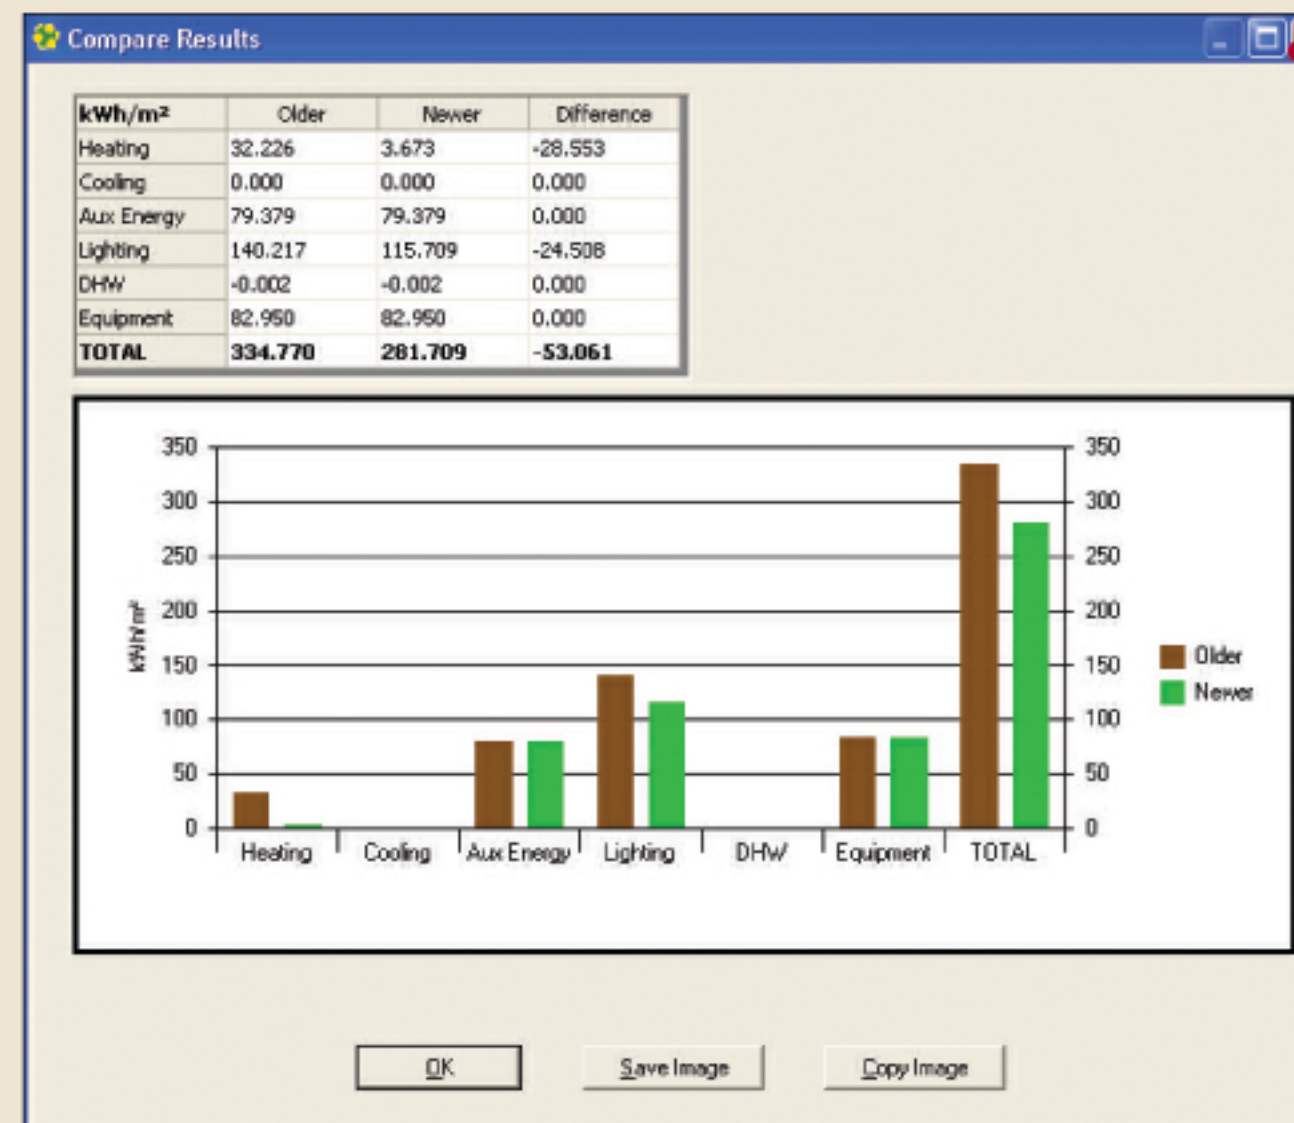 Compare Results
kWh/m² Older Newer Difference
Heating 32.226 3.673 -28.553
Cooling 0.000 0.000 0.000
Aux Energy 79.379 79.379 0.000
Lighting 140.217 115.709 -24.508
DHW -0.002 -0.002 0.000
Equipment 82.950 82.950 0.000
TOTAL 334.770 281.709 -53.061
350 350
300 300
250 250
200 200
150 150
100 100
50 50
0 0
kWh/m²
Older
Newer
Heating Cooling Aux Energy Lighting DHW Equipment TOTAL
OK Save Image Copy Image